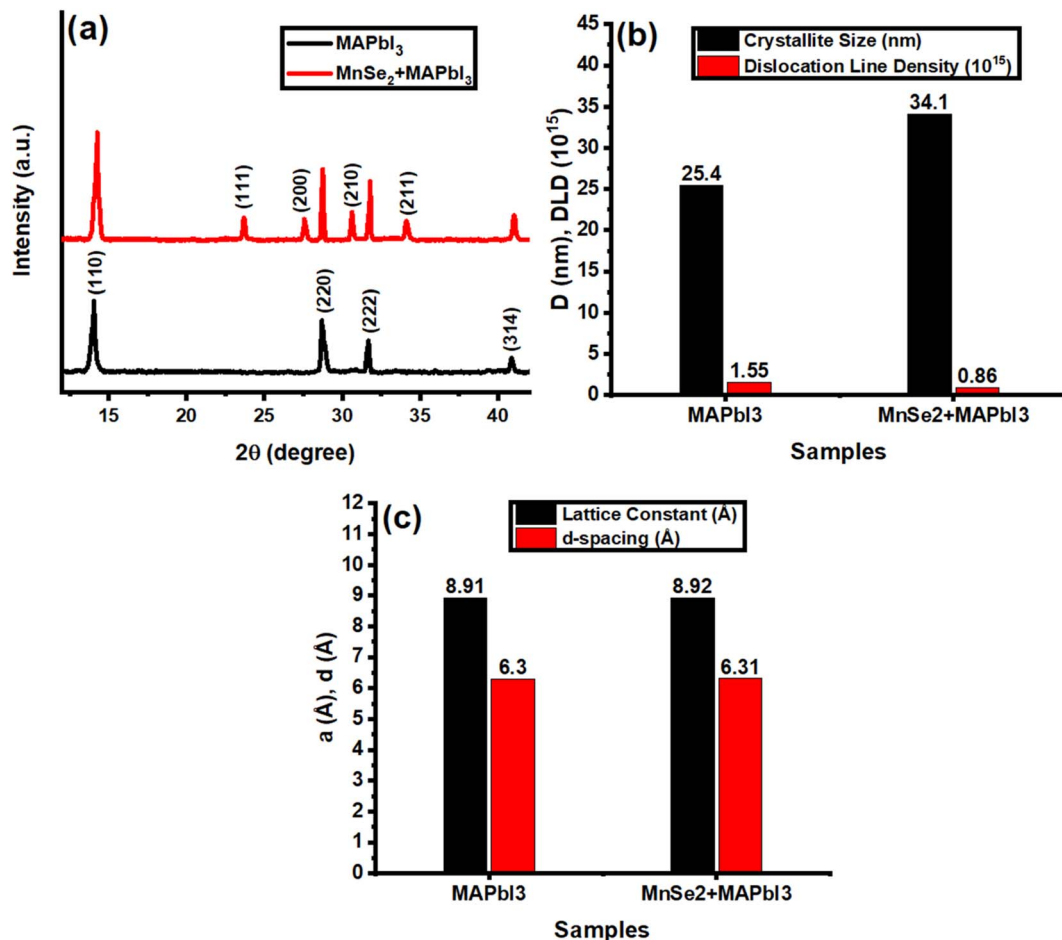 (a)
MAPbI₃
MnSe₂+MAPbI₃
Intensity (a.u.)
(111)
(200)
(210)
(211)
(110)
(220)
(222)
(314)
15 20 25 30 35 40
2θ (degree)
(b)
Crystallite Size (nm)
Dislocation Line Density (10¹⁵)
D (nm), DLD (10¹⁵)
45
40
35
30
25
20
15
10
5
0
25.4
1.55
34.1
0.86
MAPbI3 MnSe2+MAPbI3
Samples
(c)
Lattice Constant (Å)
d-spacing (Å)
a (Å), d (Å)
12
11
10
9
8
7
6
5
4
3
2
1
0
8.91
6.3
8.92
6.31
MAPbI3 MnSe2+MAPbI3
Samples